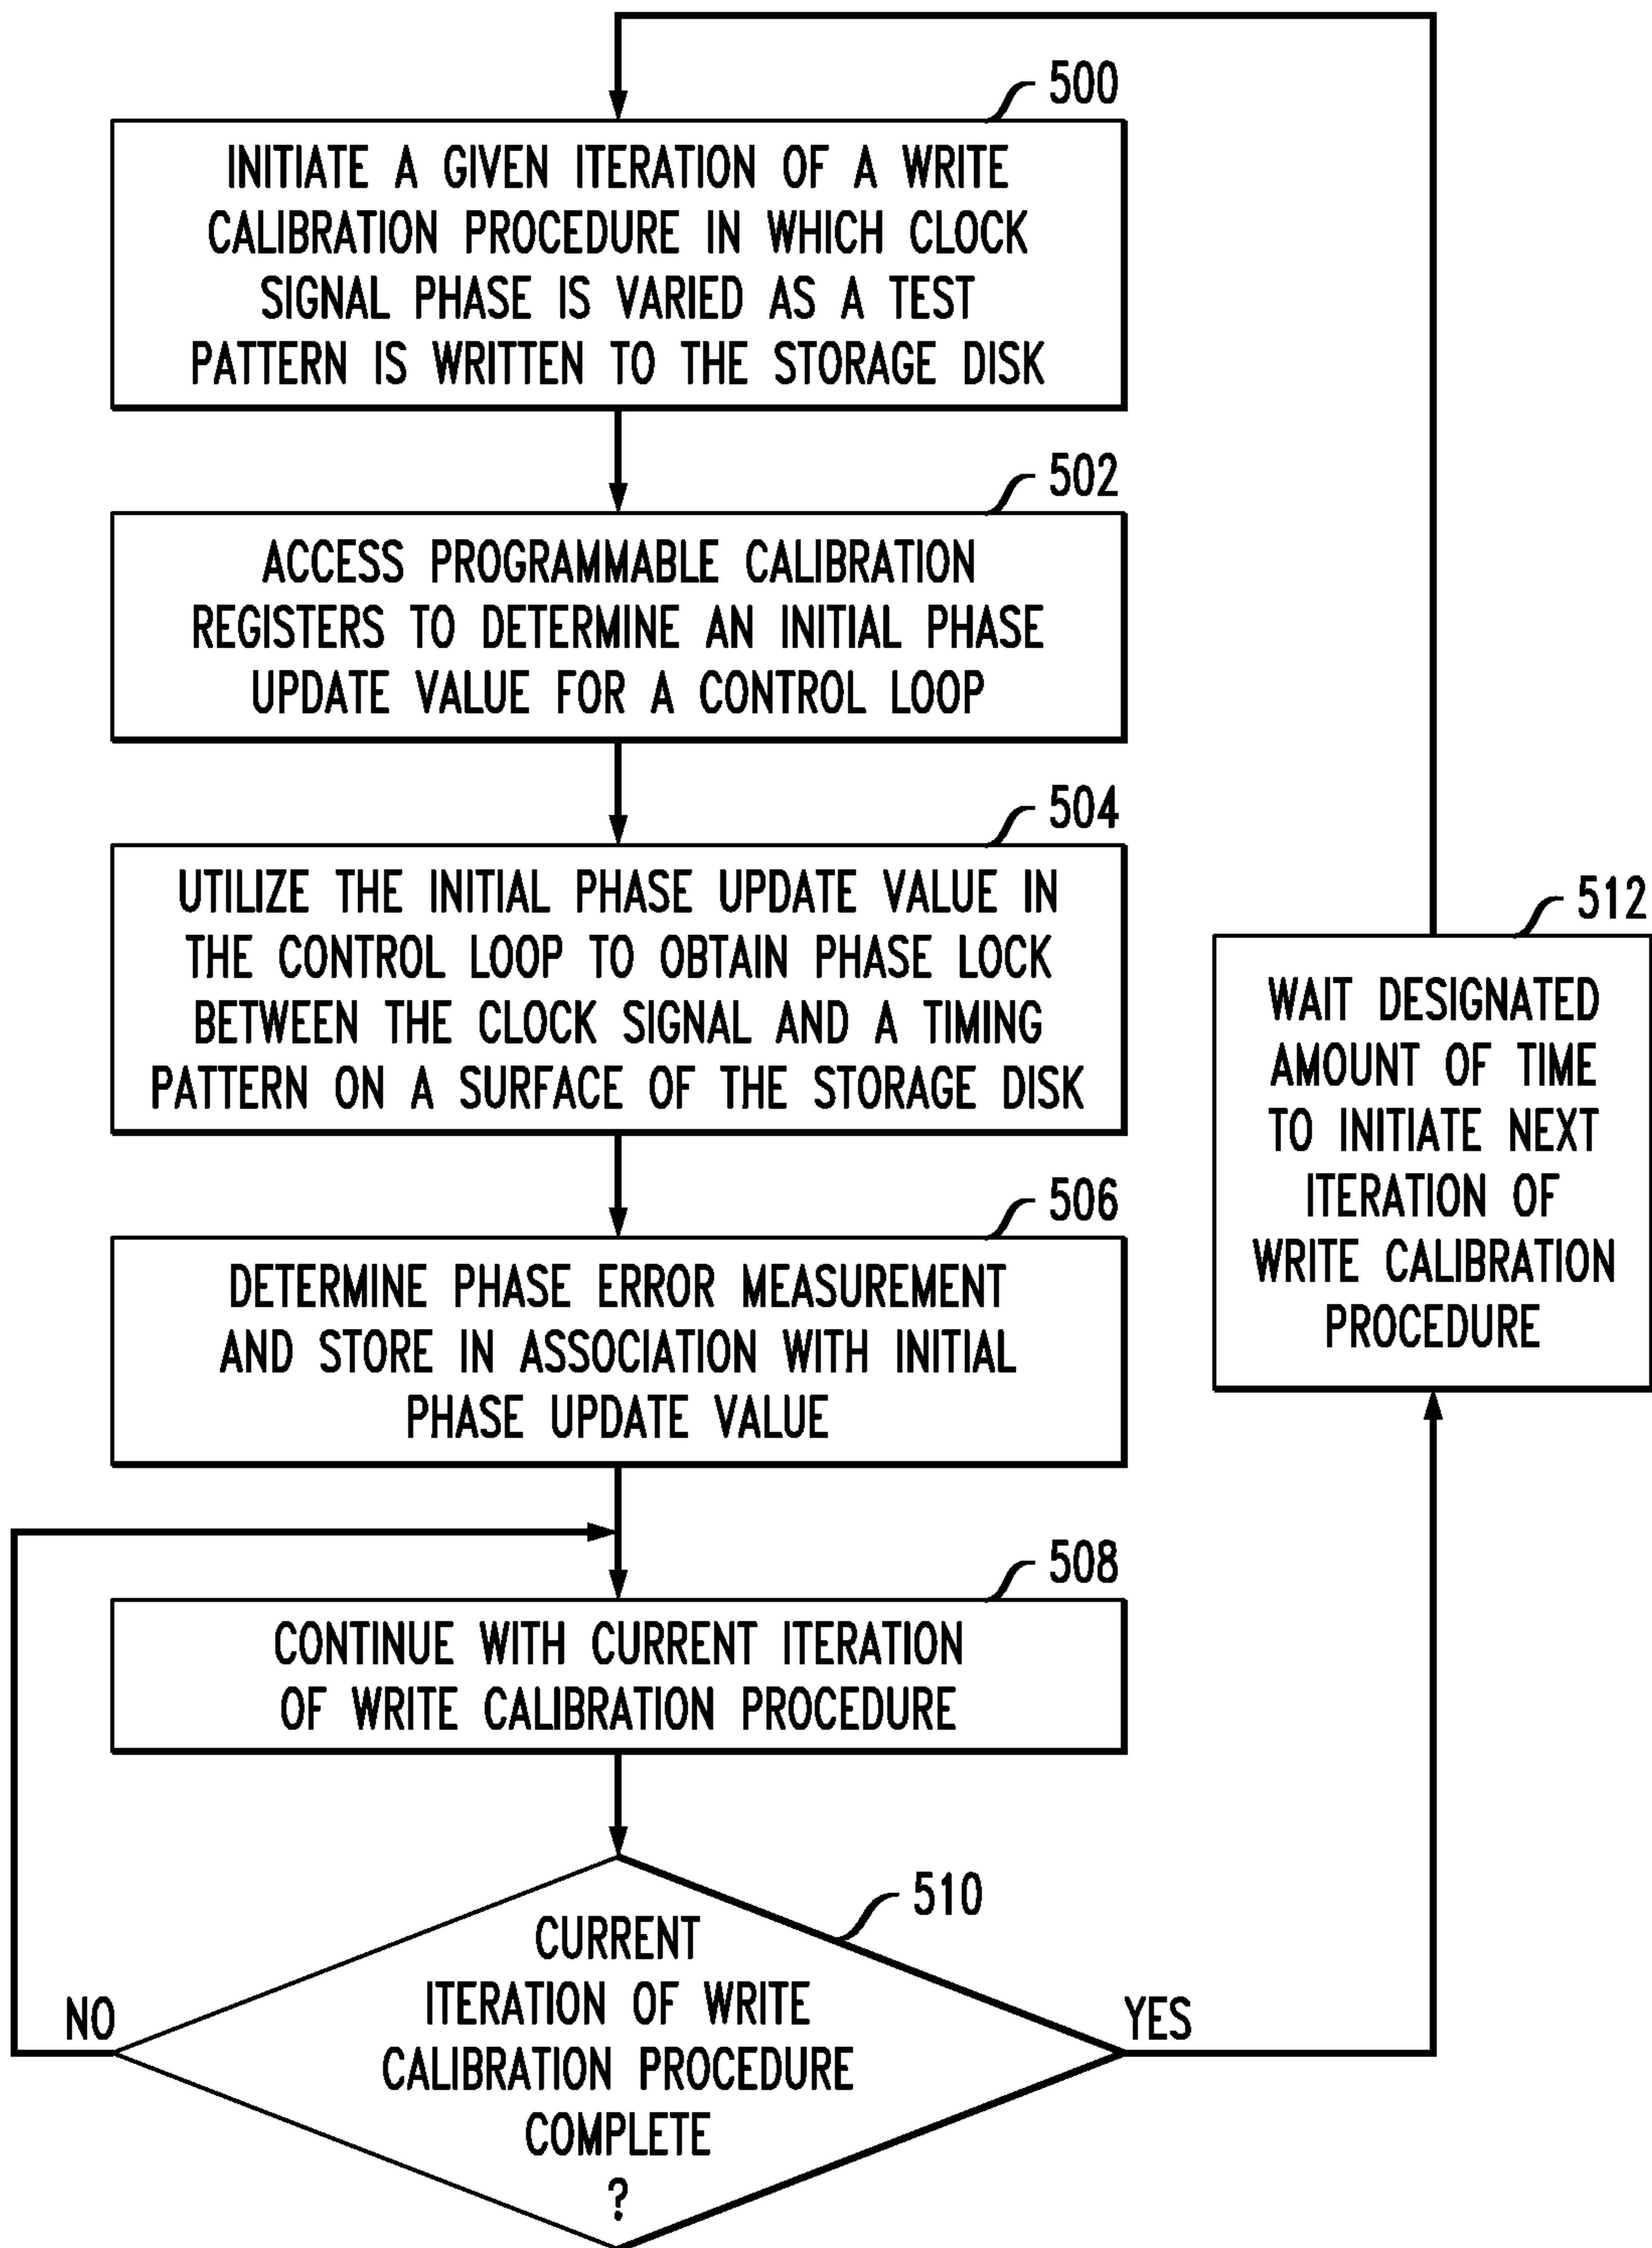 500
INITIATE A GIVEN ITERATION OF A WRITE
CALIBRATION PROCEDURE IN WHICH CLOCK
SIGNAL PHASE IS VARIED AS A TEST
PATTERN IS WRITTEN TO THE STORAGE DISK
502
ACCESS PROGRAMMABLE CALIBRATION
REGISTERS TO DETERMINE AN INITIAL PHASE
UPDATE VALUE FOR A CONTROL LOOP
504
UTILIZE THE INITIAL PHASE UPDATE VALUE IN
THE CONTROL LOOP TO OBTAIN PHASE LOCK
BETWEEN THE CLOCK SIGNAL AND A TIMING
PATTERN ON A SURFACE OF THE STORAGE DISK
506
DETERMINE PHASE ERROR MEASUREMENT
AND STORE IN ASSOCIATION WITH INITIAL
PHASE UPDATE VALUE
508
CONTINUE WITH CURRENT ITERATION
OF WRITE CALIBRATION PROCEDURE
510
CURRENT
ITERATION OF WRITE
CALIBRATION PROCEDURE
COMPLETE
?
NO
YES
512
WAIT DESIGNATED
AMOUNT OF TIME
TO INITIATE NEXT
ITERATION OF
WRITE CALIBRATION
PROCEDURE